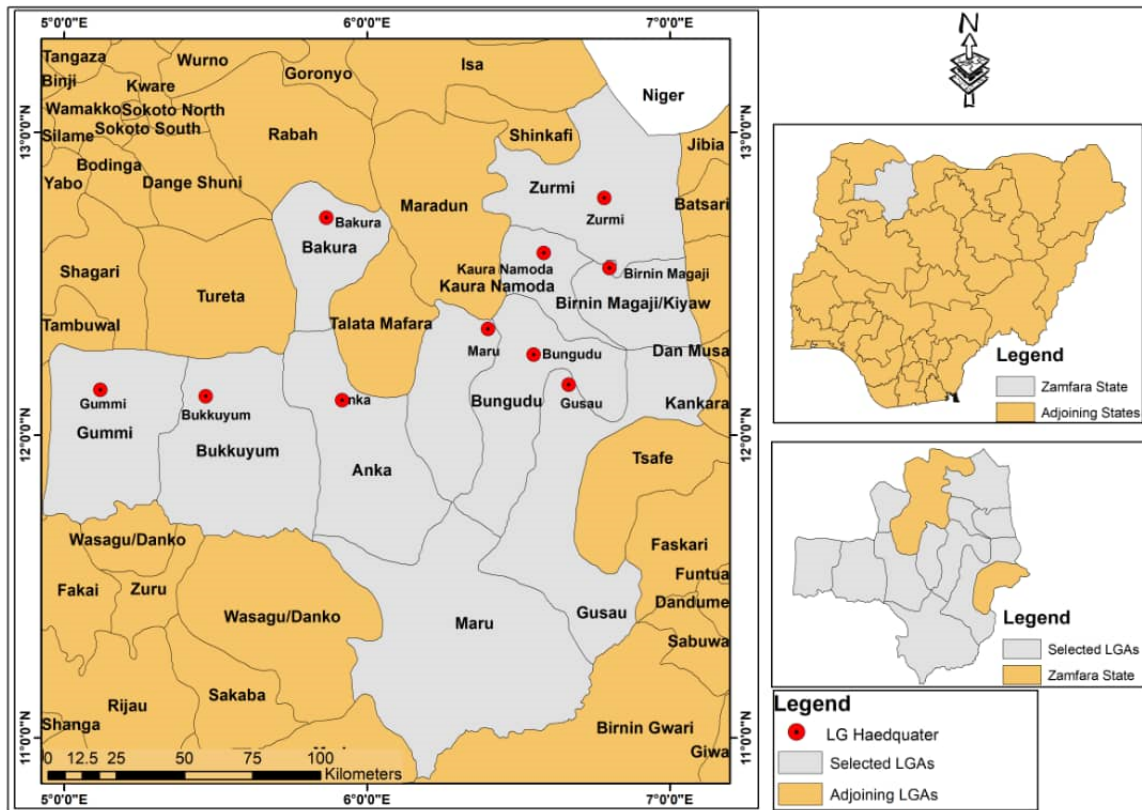 5°0'0"E
6°0'0"E
7°0'0"E
Tangaza
Wurno
Isa
Binji
Goronyo
Kware
Niger
Wamakko
Sokoto North
Sokoto South
Silame
Rabah
Shinkafi
Jibia
Bodinga
Yabo
Dange Shuni
Zurmi
Maradun
Batsari
Zurmi
Bakura
Bakura
Shagari
Kaura Namoda
Birnin Magaji
Kaura Namoda
Tureta
Birnin Magaji/Kiyaw
Tambuwal
Talata Mafara
Maru
Bungudu
Dan Musa
Gusau
Gummi
Bukkuyum
Anka
Bungudu
Kankara
Gummi
Bukkuyum
Tsafe
Anka
Wasagu/Danko
Faskari
Fakai
Zuru
Funtua
Wasagu/Danko
Gusau
Dandume
Maru
Sabuwa
Sakaba
Rijau
Shanga
Birnin Gwari
Giwa
0 12.5 25 50 75 100
Kilometers
13°0'0"N
12°0'0"N
11°0'0"N
13°0'0"N
12°0'0"N
11°0'0"N
5°0'0"E
6°0'0"E
7°0'0"E
N
Legend
Zamfara State
Adjoining States
Legend
Selected LGAs
Zamfara State
Legend
LG Haedquater
Selected LGAs
Adjoining LGAs